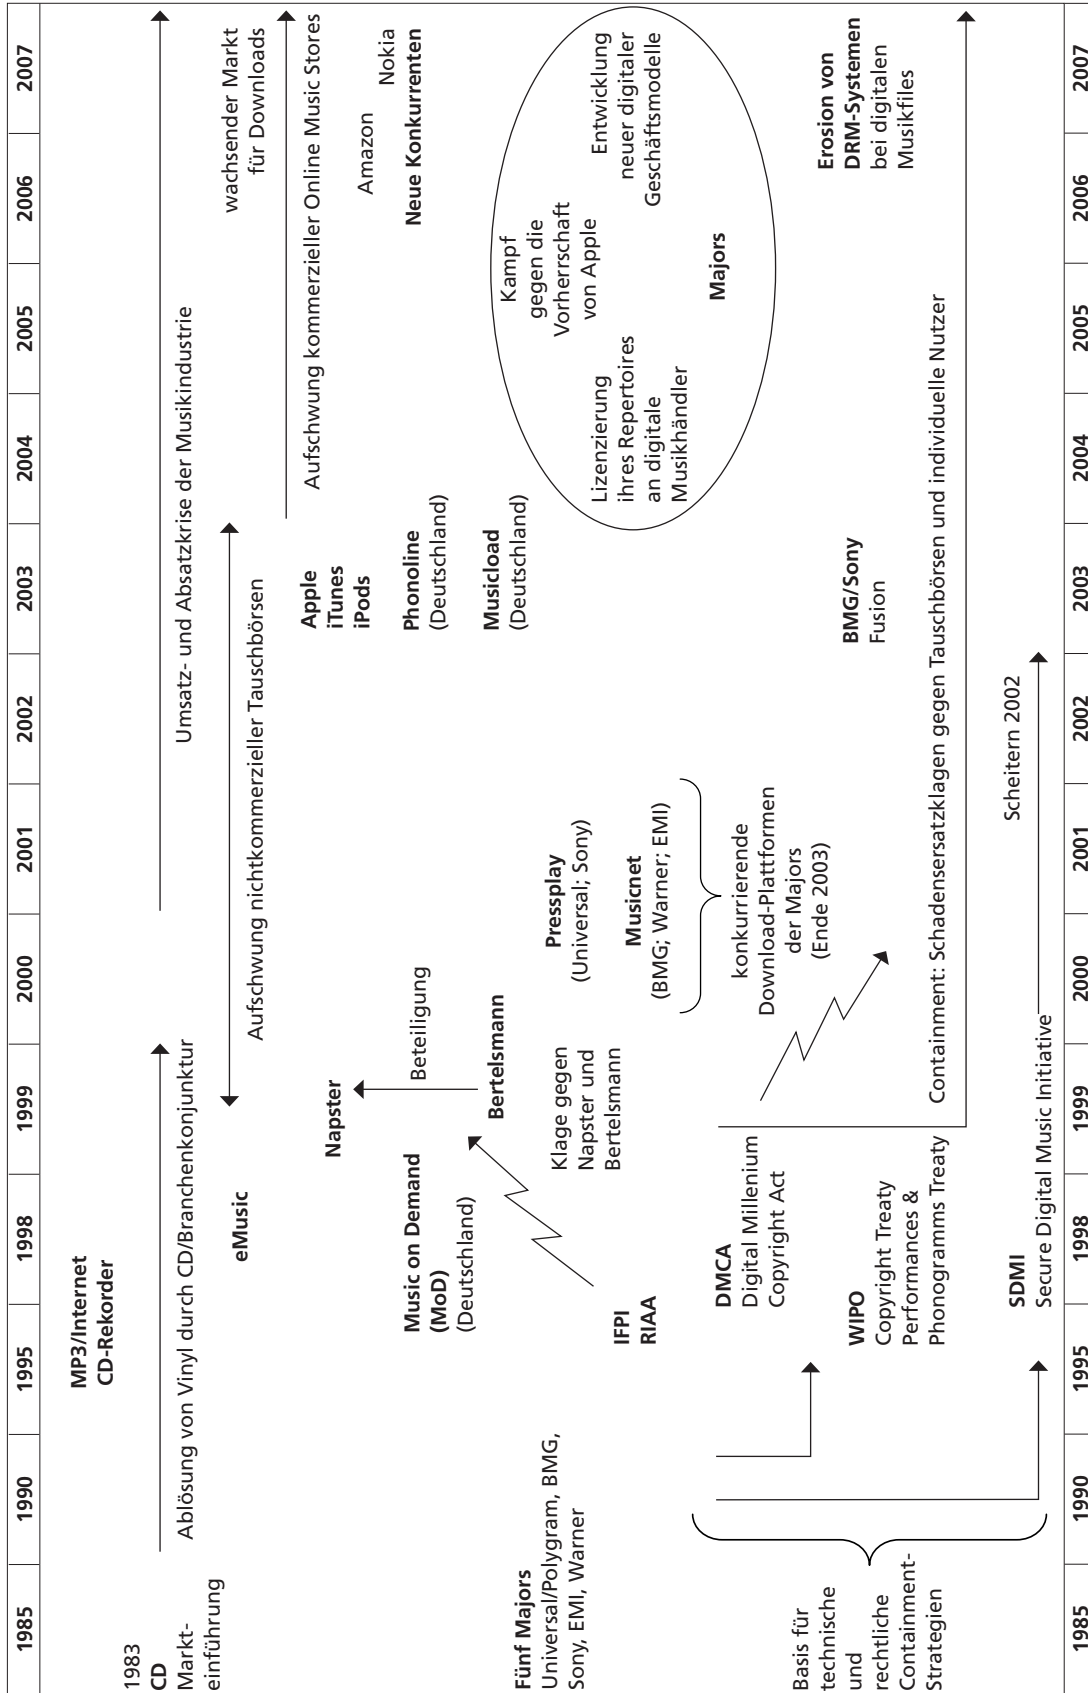 1985 1990 1995 1998 1999 2000 2001 2002 2003 2004 2005 2006 2007
MP3/Internet
CD-Rekorder
1983
CD
Markt-
einführung
Ablösung von Vinyl durch CD/Branchenkonjunktur
Umsatz- und Absatzkrise der Musikindustrie
eMusic
Aufschwung nichtkommerzieller Tauschbörsen
wachsender Markt
für Downloads
Aufschwung kommerzieller Online Music Stores
Napster
Beteiligung
Bertelsmann
Music on Demand
(MoD)
(Deutschland)
Apple
iTunes
iPods
Phonoline
(Deutschland)
Musicload
(Deutschland)
Amazon
Nokia
Neue Konkurrenten
Fünf Majors
Universal/Polygram, BMG,
Sony, EMI, Warner
IFPI
RIAA
Klage gegen
Napster und
Bertelsmann
Pressplay
(Universal; Sony)
Musicnet
(BMG; Warner; EMI)
konkurrierende
Download-Plattformen
der Majors
(Ende 2003)
Lizenzierung
ihres Repertoires
an digitale
Musikhändler
Kampf
gegen die
Vorherrschaft
von Apple
Entwicklung
neuer digitaler
Geschäftsmodelle
Majors
Basis für
technische
und
rechtliche
Containment-
Strategien
DMCA
Digital Millenium
Copyright Act
WIPO
Copyright Treaty
Performances &
Phonogramms Treaty
BMG/Sony
Fusion
Erosion von
DRM-Systemen
bei digitalen
Musikfiles
Containment: Schadensersatzklagen gegen Tauschbörsen und individuelle Nutzer
SDMI
Secure Digital Music Initiative
Scheitern 2002
1985 1990 1995 1998 1999 2000 2001 2002 2003 2004 2005 2006 2007